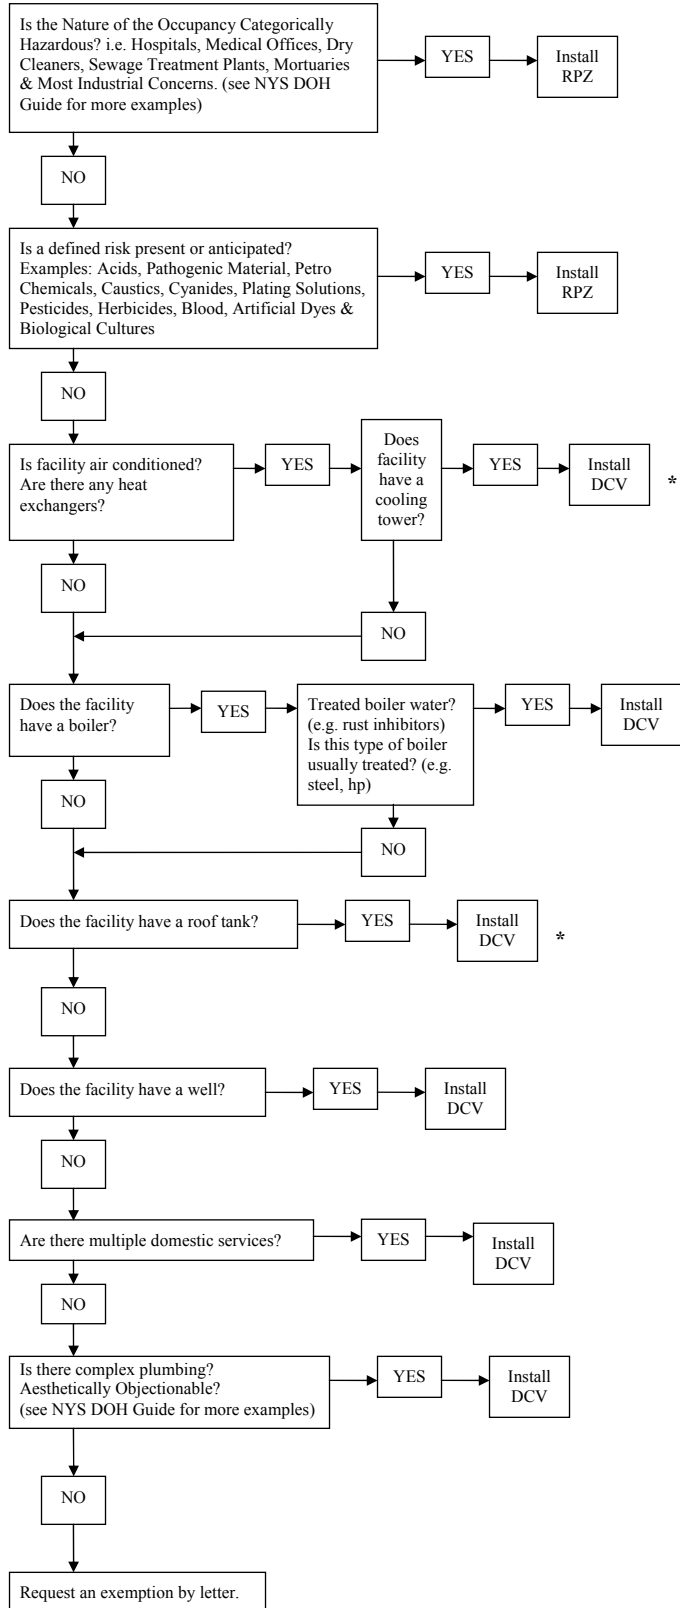 Is the Nature of the Occupancy Categorically
Hazardous? i.e. Hospitals, Medical Offices, Dry
Cleaners, Sewage Treatment Plants, Mortuaries
& Most Industrial Concerns. (see NYS DOH
Guide for more examples)
YES
Install
RPZ
NO
Is a defined risk present or anticipated?
Examples: Acids, Pathogenic Material, Petro
Chemicals, Caustics, Cyanides, Plating Solutions,
Pesticides, Herbicides, Blood, Artificial Dyes &
Biological Cultures
YES
Install
RPZ
NO
Is facility air conditioned?
Are there any heat
exchangers?
YES
Does
facility
have a
cooling
tower?
YES
Install
DCV
*
NO
NO
Does the facility
have a boiler?
YES
Treated boiler water?
(e.g. rust inhibitors)
Is this type of boiler
usually treated? (e.g.
steel, hp)
YES
Install
DCV
NO
NO
Does the facility have a roof tank?
YES
Install
DCV
*
NO
Does the facility have a well?
YES
Install
DCV
NO
Are there multiple domestic services?
YES
Install
DCV
NO
Is there complex plumbing?
Aesthetically Objectionable?
(see NYS DOH Guide for more examples)
YES
Install
DCV
NO
Request an exemption by letter.